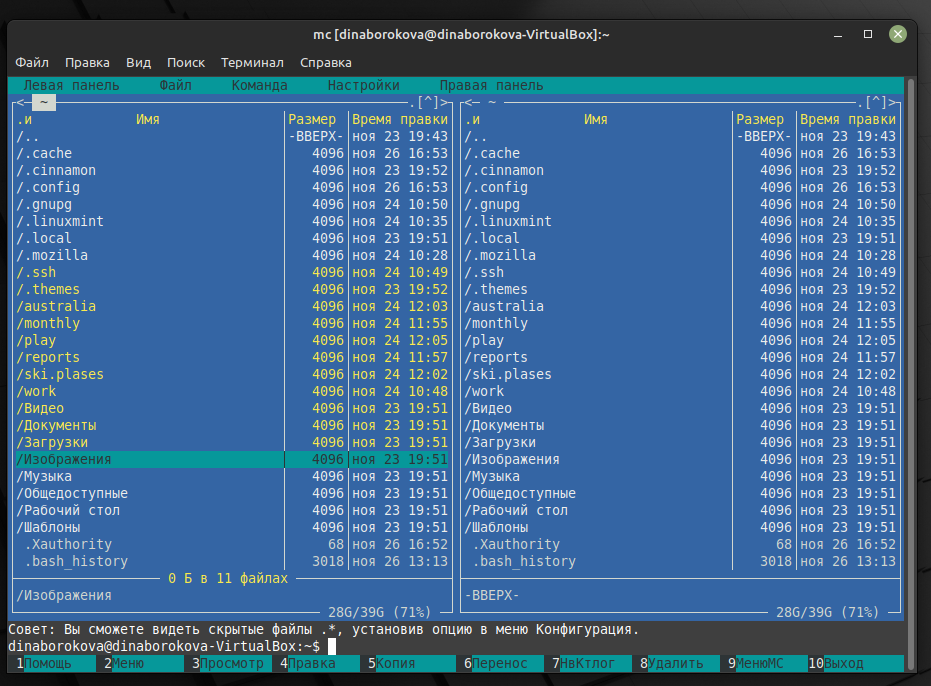 mc [dinaborokova@dinaborokova-VirtualBox]:~
Файл Правка Вид Поиск Терминал Справка
Левая панель Файл Команда Настройки Правая панель
<─ ~ .[^]> <─ ~ .[^]>
.и Имя Размер Время правки .и Имя Размер Время правки
/.. -ВВЕРХ- ноя 23 19:43 /.. -ВВЕРХ- ноя 23 19:43
/.cache 4096 ноя 26 16:53 /.cache 4096 ноя 26 16:53
/.cinnamon 4096 ноя 23 19:52 /.cinnamon 4096 ноя 23 19:52
/.config 4096 ноя 26 16:53 /.config 4096 ноя 26 16:53
/.gnupg 4096 ноя 24 10:50 /.gnupg 4096 ноя 24 10:50
/.linuxmint 4096 ноя 24 10:35 /.linuxmint 4096 ноя 24 10:35
/.local 4096 ноя 23 19:51 /.local 4096 ноя 23 19:51
/.mozilla 4096 ноя 24 10:28 /.mozilla 4096 ноя 24 10:28
/.ssh 4096 ноя 24 10:49 /.ssh 4096 ноя 24 10:49
/.themes 4096 ноя 23 19:52 /.themes 4096 ноя 23 19:52
/australia 4096 ноя 24 12:03 /australia 4096 ноя 24 12:03
/monthly 4096 ноя 24 11:55 /monthly 4096 ноя 24 11:55
/play 4096 ноя 24 12:05 /play 4096 ноя 24 12:05
/reports 4096 ноя 24 11:57 /reports 4096 ноя 24 11:57
/ski.plases 4096 ноя 24 12:02 /ski.plases 4096 ноя 24 12:02
/work 4096 ноя 24 10:48 /work 4096 ноя 24 10:48
/Видео 4096 ноя 23 19:51 /Видео 4096 ноя 23 19:51
/Документы 4096 ноя 23 19:51 /Документы 4096 ноя 23 19:51
/Загрузки 4096 ноя 23 19:51 /Загрузки 4096 ноя 23 19:51
/Изображения 4096 ноя 23 19:51 /Изображения 4096 ноя 23 19:51
/Музыка 4096 ноя 23 19:51 /Музыка 4096 ноя 23 19:51
/Общедоступные 4096 ноя 23 19:51 /Общедоступные 4096 ноя 23 19:51
/Рабочий стол 4096 ноя 23 19:51 /Рабочий стол 4096 ноя 23 19:51
/Шаблоны 4096 ноя 23 19:51 /Шаблоны 4096 ноя 23 19:51
.Xauthority 68 ноя 26 16:52 .Xauthority 68 ноя 26 16:52
.bash_history 3018 ноя 26 13:13 .bash_history 3018 ноя 26 13:13
0 Б в 11 файлах
/Изображения -ВВЕРХ-
28G/39G (71%) 28G/39G (71%)
Совет: Вы сможете видеть скрытые файлы .*, установив опцию в меню Конфигурация.
dinaborokova@dinaborokova-VirtualBox:~$
1Помощь 2Меню 3Просмотр 4Правка 5Копия 6Перенос 7НвКтлог 8Удалить 9МенюМС 10Выход